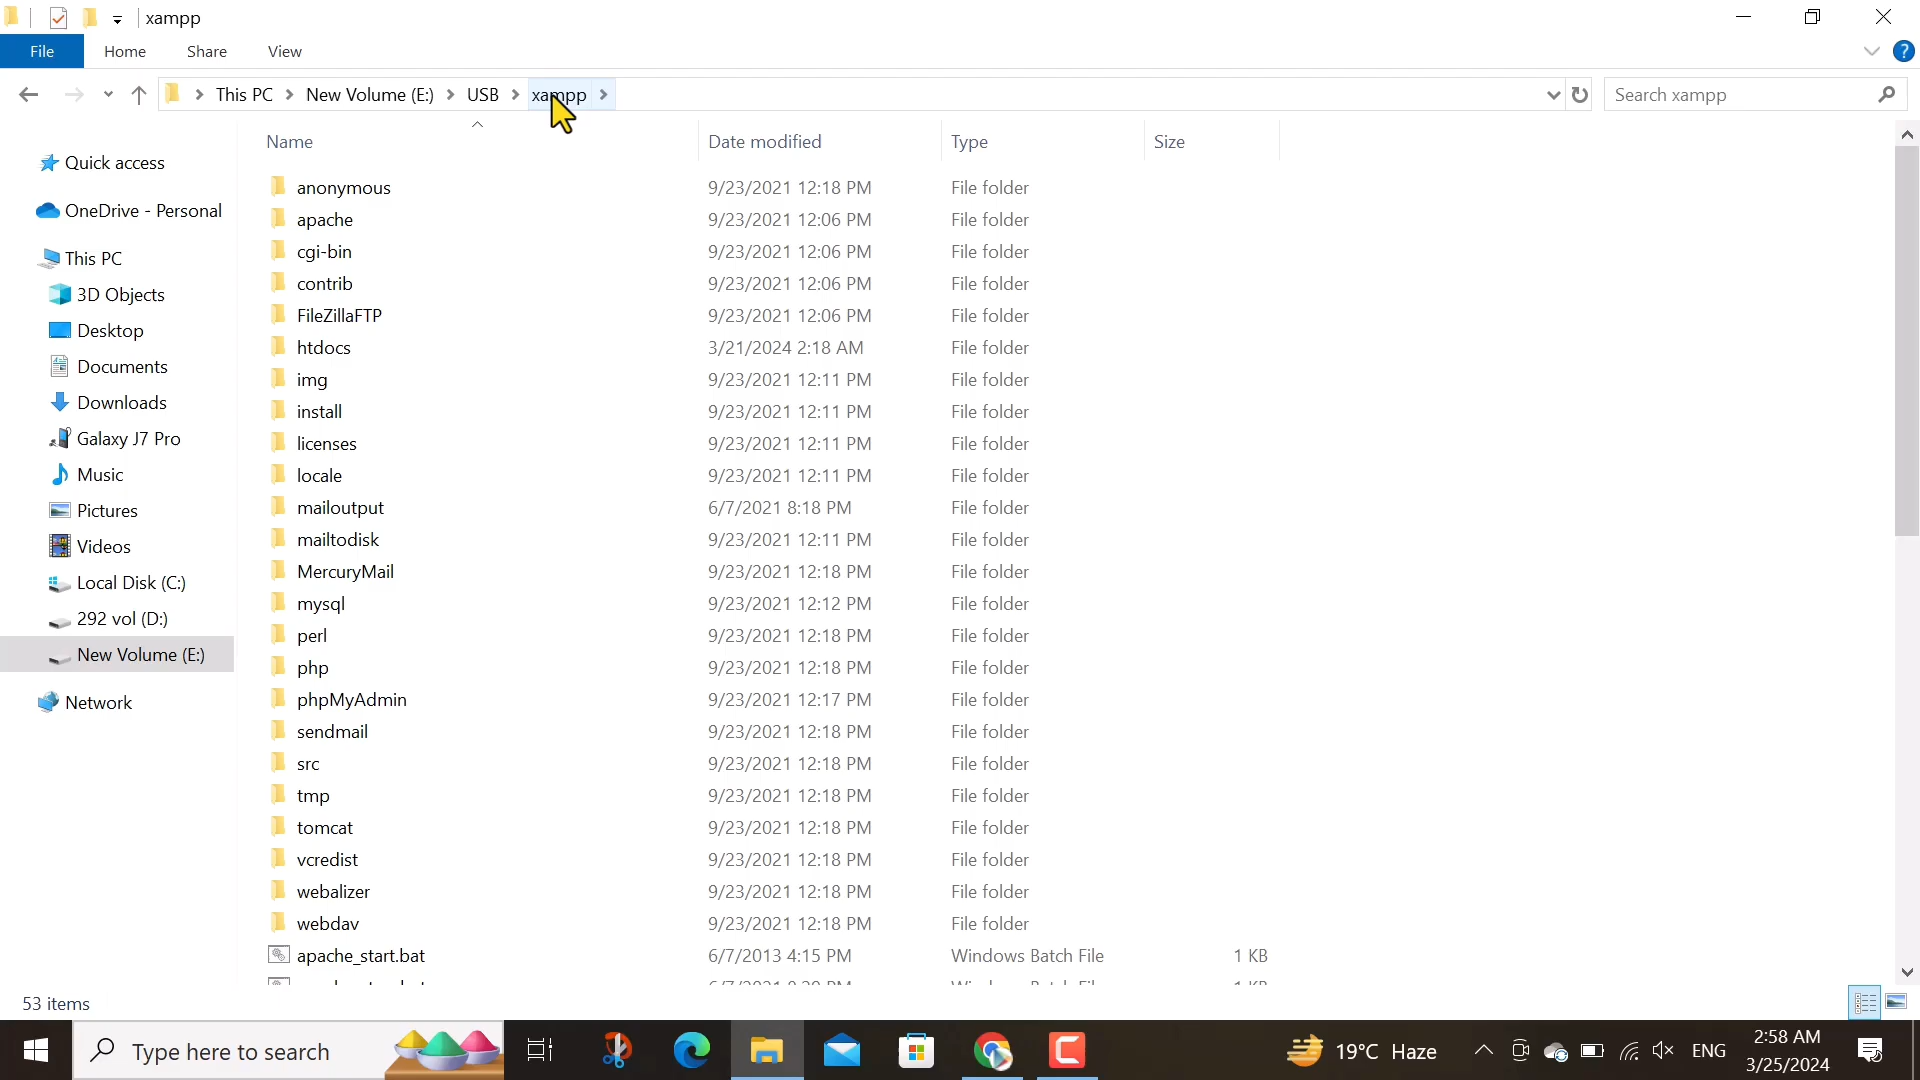 xampp
File Home Share View
This PC New Volume (E:) USB xampp Search xampp
Name Date modified Type Size
Quick access
OneDrive - Personal
This PC
3D Objects
Desktop
Documents
Downloads
Galaxy J7 Pro
Music
Pictures
Videos
Local Disk (C:)
292 vol (D:)
New Volume (E:)
Network
anonymous 9/23/2021 12:18 PM File folder
apache 9/23/2021 12:06 PM File folder
cgi-bin 9/23/2021 12:06 PM File folder
contrib 9/23/2021 12:06 PM File folder
FileZillaFTP 9/23/2021 12:06 PM File folder
htdocs 3/21/2024 2:18 AM File folder
img 9/23/2021 12:11 PM File folder
install 9/23/2021 12:11 PM File folder
licenses 9/23/2021 12:11 PM File folder
locale 9/23/2021 12:11 PM File folder
mailoutput 6/7/2021 8:18 PM File folder
mailtodisk 9/23/2021 12:11 PM File folder
MercuryMail 9/23/2021 12:18 PM File folder
mysql 9/23/2021 12:12 PM File folder
perl 9/23/2021 12:18 PM File folder
php 9/23/2021 12:18 PM File folder
phpMyAdmin 9/23/2021 12:17 PM File folder
sendmail 9/23/2021 12:18 PM File folder
src 9/23/2021 12:18 PM File folder
tmp 9/23/2021 12:18 PM File folder
tomcat 9/23/2021 12:18 PM File folder
vcredist 9/23/2021 12:18 PM File folder
webalizer 9/23/2021 12:18 PM File folder
webdav 9/23/2021 12:18 PM File folder
apache_start.bat 6/7/2013 4:15 PM Windows Batch File 1 KB
53 items
Type here to search 19°C Haze ENG 2:58 AM
3/25/2024